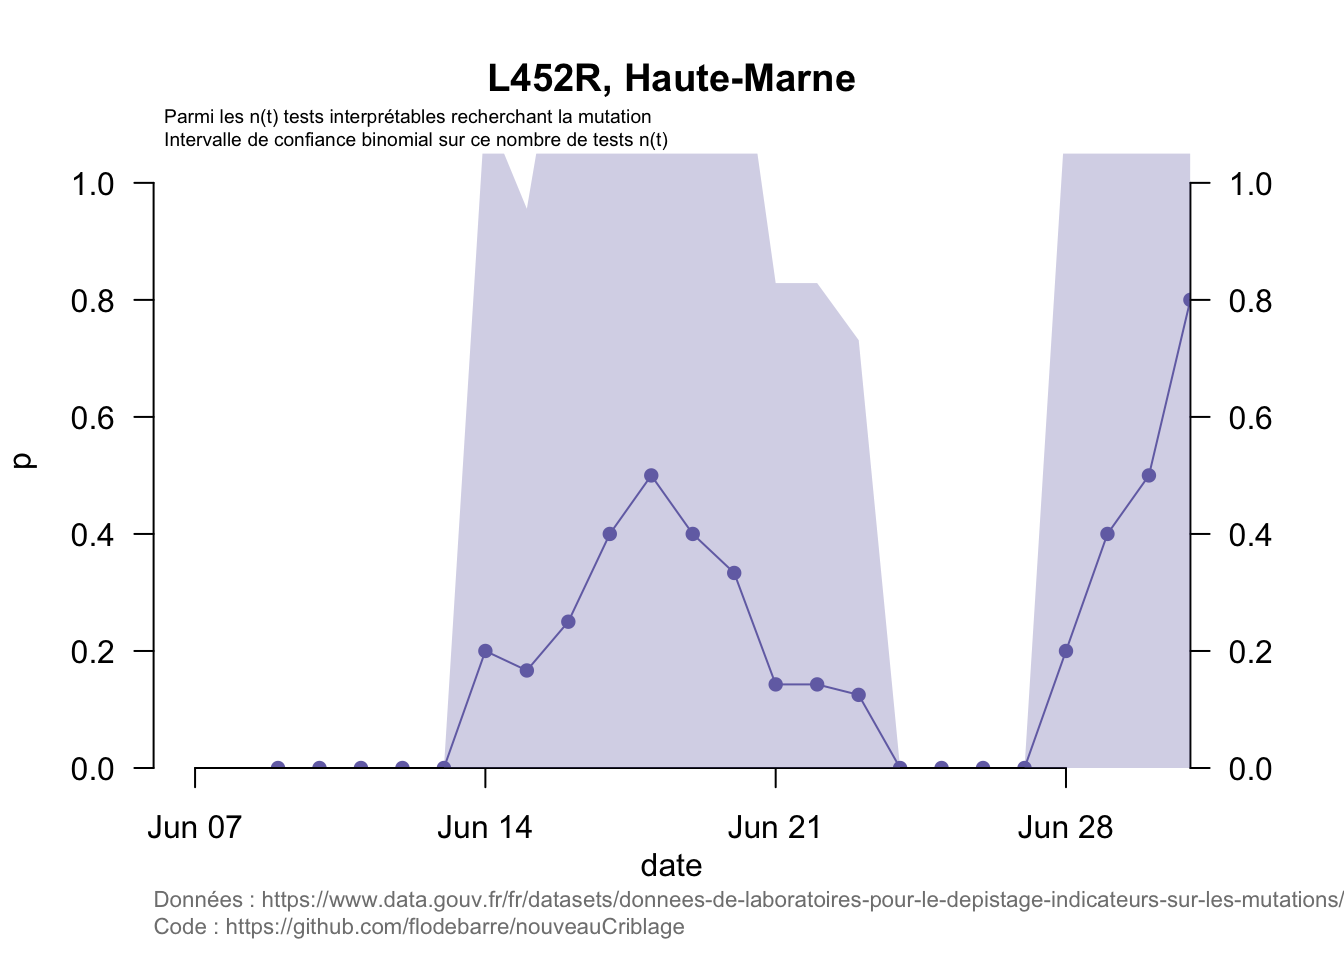 L452R, Haute-Marne
Parmi les n(t) tests interprétables recherchant la mutation
Intervalle de confiance binomial sur ce nombre de tests n(t)
1.0 1.0
0.8 0.8
0.6 0.6
p
0.4 0.4
0.2 0.2
0.0 0.0
Jun 07 Jun 14 Jun 21 Jun 28
date
Données : https://www.data.gouv.fr/fr/datasets/donnees-de-laboratoires-pour-le-depistage-indicateurs-sur-les-mutations/
Code : https://github.com/flodebarre/nouveauCriblage